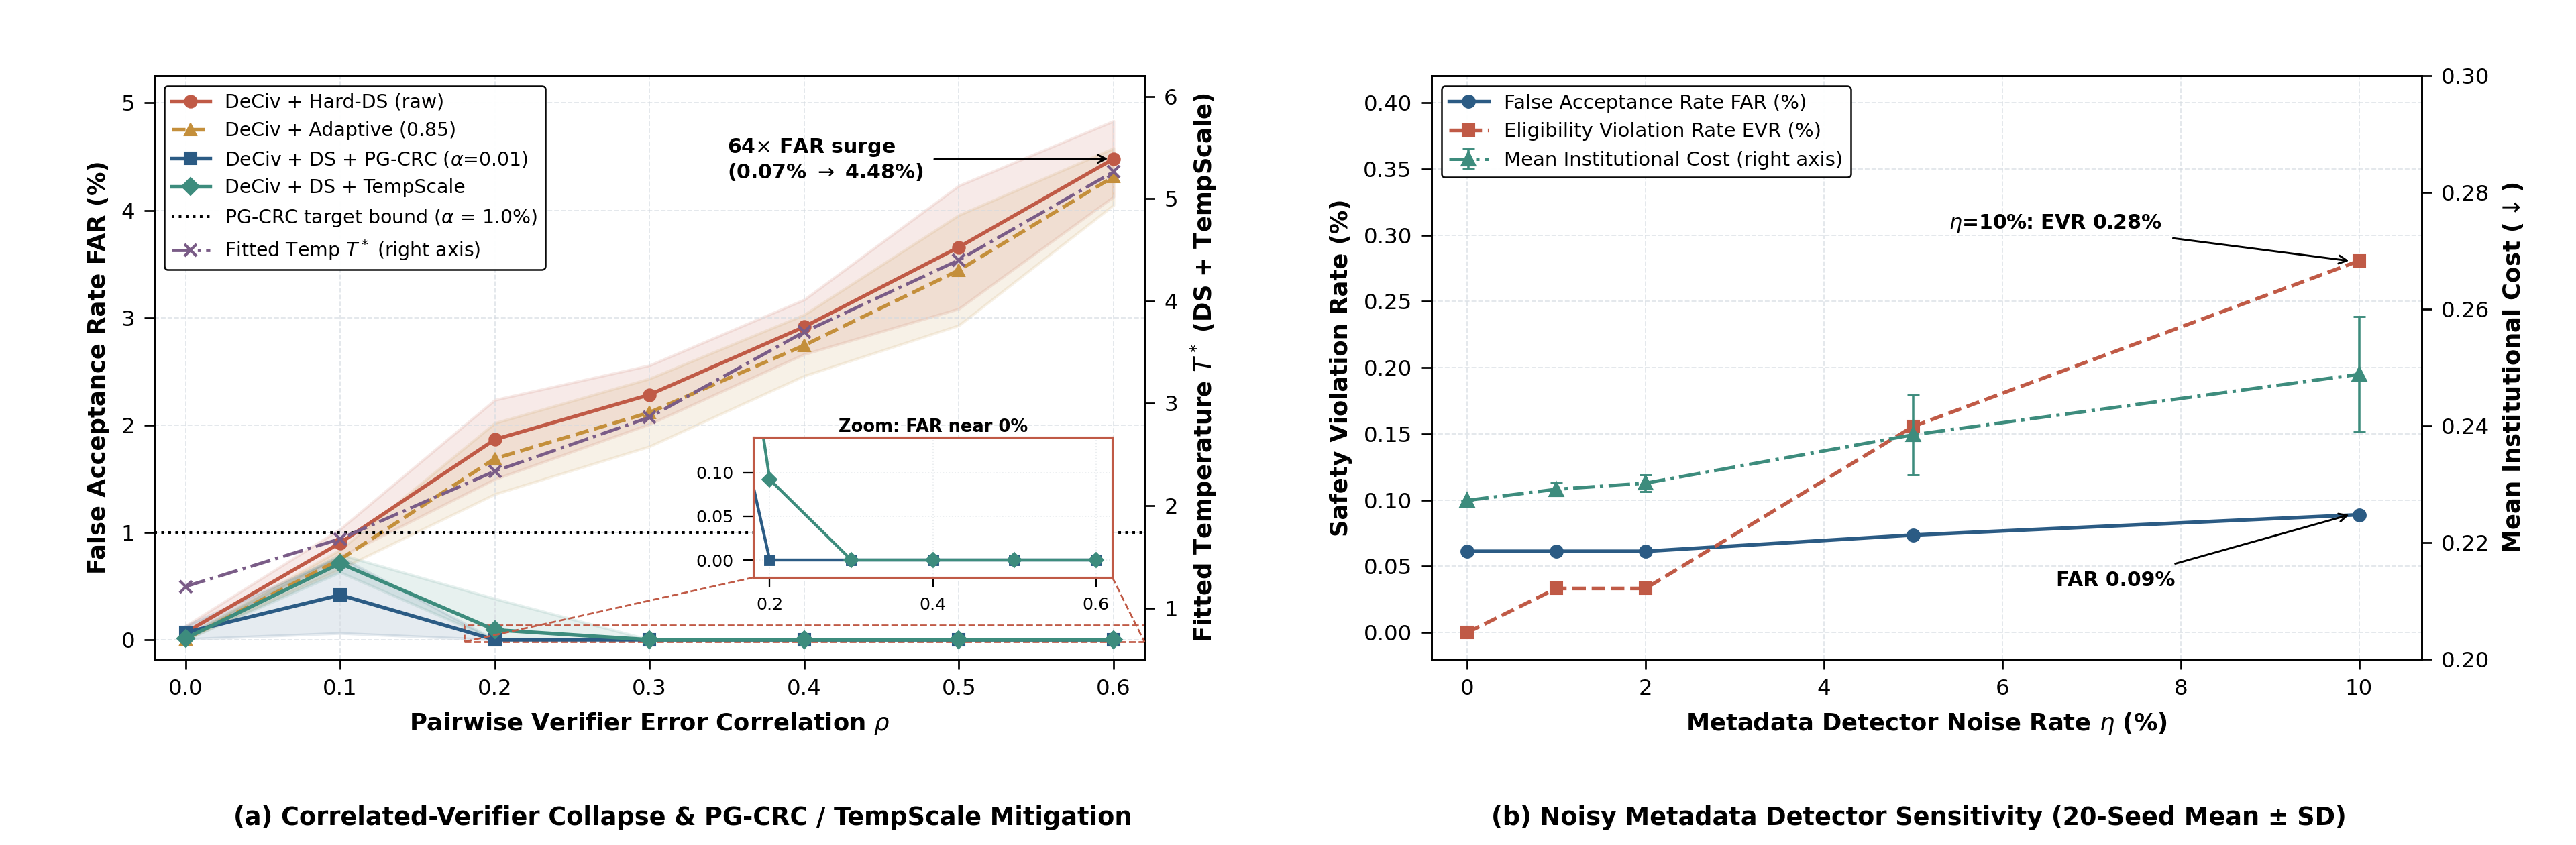 5
4
3
2
1
0
False Acceptance Rate FAR (%)
DeCiv + Hard-DS (raw)
DeCiv + Adaptive (0.85)
DeCiv + DS + PG-CRC (α=0.01)
DeCiv + DS + TempScale
PG-CRC target bound (α = 1.0%)
Fitted Temp T* (right axis)
64× FAR surge
(0.07% → 4.48%)
Zoom: FAR near 0%
0.10
0.05
0.00
0.2
0.4
0.6
6
5
4
3
2
1
Fitted Temperature T* (DS + TempScale)
0.0
0.1
0.2
0.3
0.4
0.5
0.6
Pairwise Verifier Error Correlation ρ
(a) Correlated-Verifier Collapse & PG-CRC / TempScale Mitigation
0.40
0.35
0.30
0.25
0.20
0.15
0.10
0.05
0.00
Safety Violation Rate (%)
False Acceptance Rate FAR (%)
Eligibility Violation Rate EVR (%)
Mean Institutional Cost (right axis)
η=10%: EVR 0.28%
FAR 0.09%
0.30
0.28
0.26
0.24
0.22
0.20
Mean Institutional Cost (↓)
0
2
4
6
8
10
Metadata Detector Noise Rate η (%)
(b) Noisy Metadata Detector Sensitivity (20-Seed Mean ± SD)